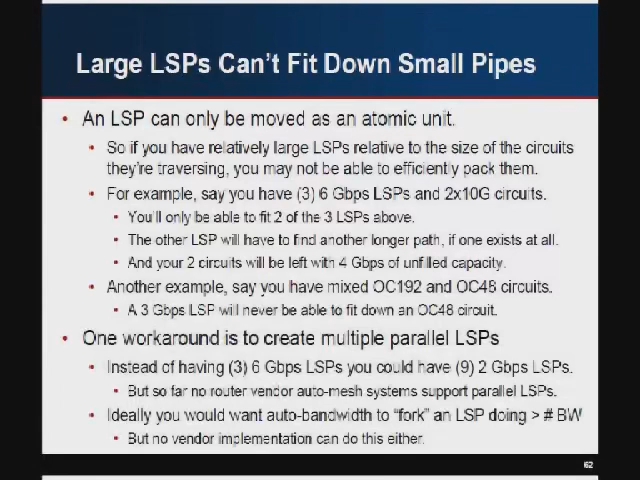 Large LSPs Can't Fit Down Small Pipes
• An LSP can only be moved as an atomic unit.
• So if you have relatively large LSPs relative to the size of the circuits
they're traversing, you may not be able to efficiently pack them.
• For example, say you have (3) 6 Gbps LSPs and 2x10G circuits.
• You'll only be able to fit 2 of the 3 LSPs above.
• The other LSP will have to find another longer path, if one exists at all.
• And your 2 circuits will be left with 4 Gbps of unfilled capacity.
• Another example, say you have mixed OC192 and OC48 circuits.
• A 3 Gbps LSP will never be able to fit down an OC48 circuit.
• One workaround is to create multiple parallel LSPs
• Instead of having (3) 6 Gbps LSPs you could have (9) 2 Gbps LSPs.
• But so far no router vendor auto-mesh systems support parallel LSPs.
• Ideally you would want auto-bandwidth to "fork" an LSP doing > # BW
• But no vendor implementation can do this either.
62